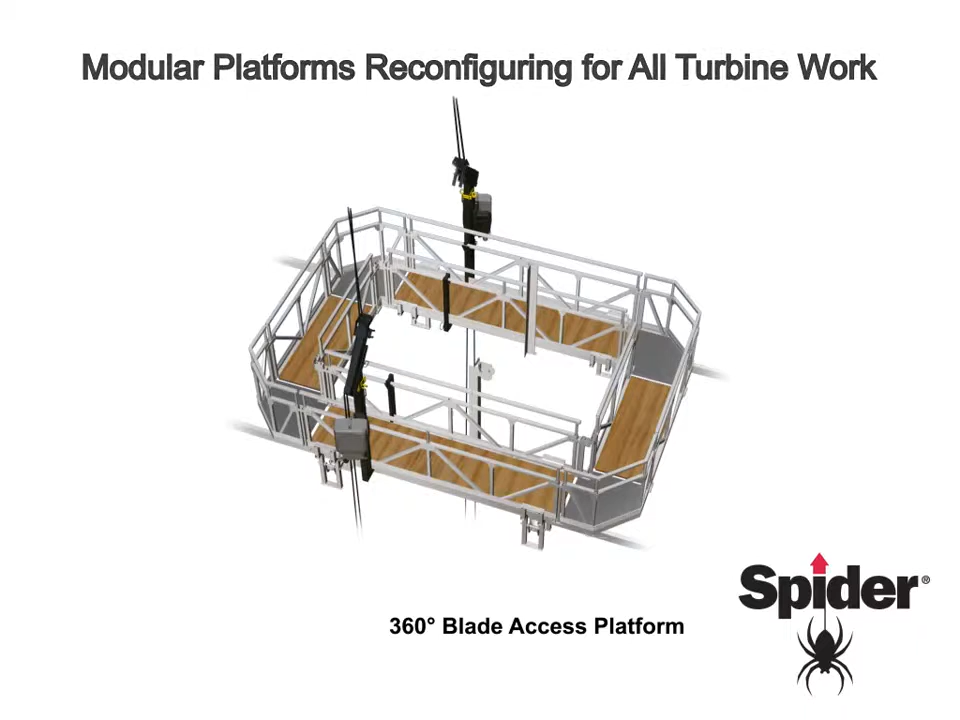 Modular Platforms Reconfiguring for All Turbine Work
Spider®
360° Blade Access Platform